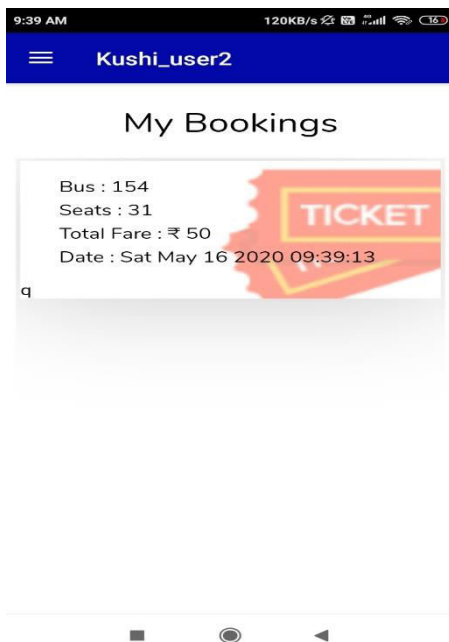 9:39 AM 120KB/s 16
Kushi_user2
My Bookings
Bus : 154
Seats : 31
TICKET
Total Fare : ₹ 50
Date : Sat May 16 2020 09:39:13
q